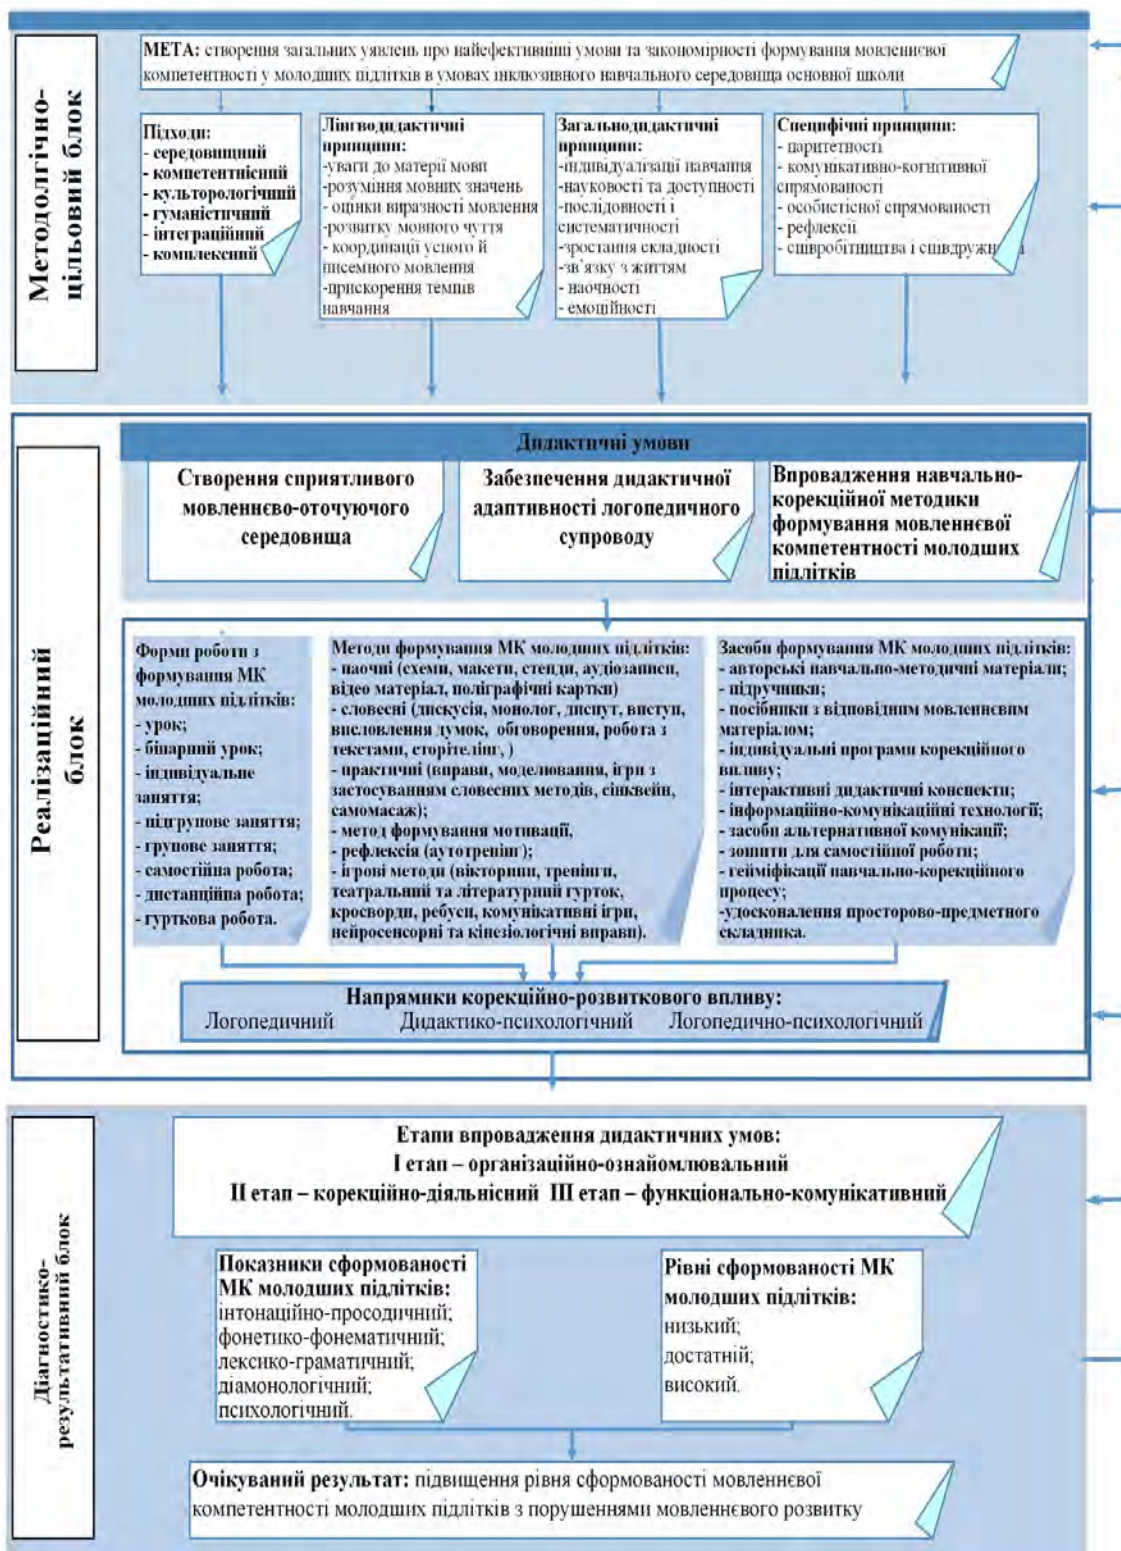 Методолгічно-
цільовий блок
МЕТА: створення загальних уявлень про найефективніші умови та закономірності формування мовленнєвої
компетентності у молодших підлітків в умовах інклюзивного навчального середовища основної школи
Підходи:
- середовищний
- компетентнісний
- культорологічний
- гуманістичний
- інтеграційний
- комплексний
Лінгводидактичні
принципи:
-уваги до матерії мови
-розуміння мовних значень
- оцінки виразності мовлення
-розвитку мовного чуття
- координації усного й
писемного мовлення
-прискорення темпів
навчання
Загальнодидактичні
принципи:
-індивідуалізації навчання
-науковості та доступності
-послідовності і
систематичності
-зростання складності
-зв'язку з життям
- наочності
- емоційності
Специфічні принципи:
- паритетності
- комунікативно-когнітивної
спрямованості
- особистісної спрямованості
- рефлексії
- співробітництва і
Реалізаційний
блок
Дидактичні умови
Створення сприятливого
мовленнєво-оточуючого
середовища
Забезпечення дидактичної
адаптивності логопедичного
супроводу
Впровадження навчально-
корекційної методики
формування мовленнєвої
компетентності молодших
підлітків
Форми роботи з
формування МК
молодших підлітків:
- урок;
- бінарний урок;
- індивідуальне
заняття;
- підгрупове заняття;
- групове заняття;
- самостійна робота;
- дистанційна робота;
- гурткова робота.
Методи формування МК молодших підлітків:
- наочні (схеми, макети, стенди, аудіозаписи,
відео матеріал, поліграфічні картки)
- словесні (дискусія, монолог, диспут, виступ,
висловлення думок, обговорення, робота з
текстами, сторітелінг, )
- практичні (вправи, моделювання, ігри з
застосуванням словесних методів, сінквейн,
самомасаж);
- метод формування мотивації,
- рефлексія (аутотренінг);
- ігрові методи (вікторини, тренінги,
театральний та літературний гурток,
кросворди, ребуси, комунікативні ігри,
нейросенсорні та кінезіологічні вправи).
Засоби формування МК молодших підлітків:
- авторські навчально-методичні матеріали;
- підручники;
- посібники з відповідним мовленнєвим
матеріалом;
- індивідуальні програми корекційного
впливу;
- інтерактивні дидактичні конспекти;
- інформаційно-комунікаційні технології;
- засоби альтернативної комунікації;
- зошити для самостійної роботи;
- гейміфікації навчально-корекційного
процесу;
-удосконалення просторово-предметного
складника.
Напрямики корекційно-розвиткового впливу:
Логопедичний Дидактико-психологічний Логопедично-психологічний
Діагностико-
результативний блок
Етапи впровадження дидактичних умов:
І етап – організаційно-ознайомлювальний
ІІ етап – корекційно-діяльнісний ІІІ етап – функціонально-комунікативний
Показники сформованості
МК молодших підлітків:
інтонаційно-просодичний;
фонетико-фонематичний;
лексико-граматичний;
діамонологічний;
психологічний.
Рівні сформованості МК
молодших підлітків:
низький;
достатній;
високий.
Очікуваний результат: підвищення рівня сформованості мовленнєвої
компетентності молодших підлітків з порушеннями мовленнєвого розвитку